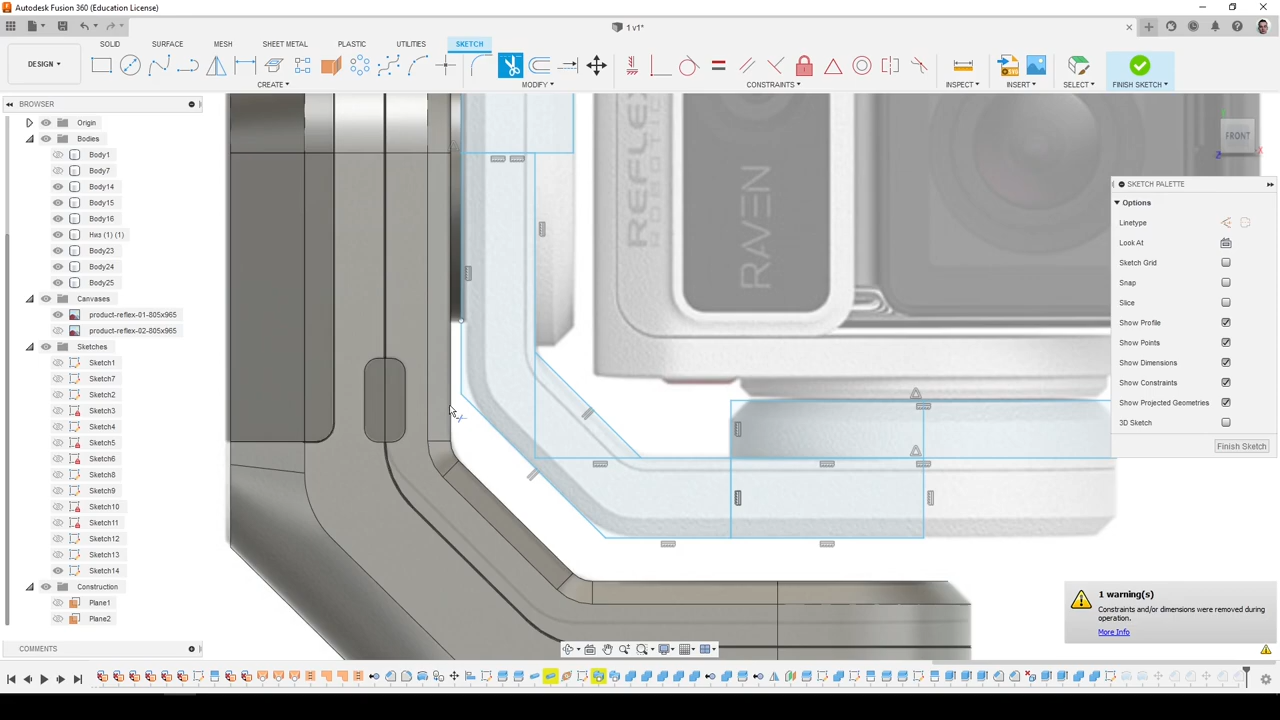 Autodesk Fusion 360 (Education License)
1 v1*
DESIGN
SOLID
SURFACE
MESH
SHEET METAL
PLASTIC
UTILITIES
SKETCH
CREATE
MODIFY
CONSTRAINTS
INSPECT
INSERT
SELECT
FINISH SKETCH
BROWSER
Origin
Bodies
Body1
Body7
Body14
Body15
Body16
Низ (1) (1)
Body23
Body24
Body25
Canvases
product-reflex-01-805x965
product-reflex-02-805x965
Sketches
Sketch1
Sketch7
Sketch2
Sketch3
Sketch4
Sketch5
Sketch6
Sketch8
Sketch9
Sketch10
Sketch11
Sketch12
Sketch13
Sketch14
Construction
Plane1
Plane2
COMMENTS
RAVEN
FRONT
X
Z
SKETCH PALETTE
Options
Linetype
Look At
Sketch Grid
Snap
Slice
Show Profile
Show Points
Show Dimensions
Show Constraints
Show Projected Geometries
3D Sketch
Finish Sketch
1 warning(s)
Constraints and/or dimensions were removed during
operation.
More Info